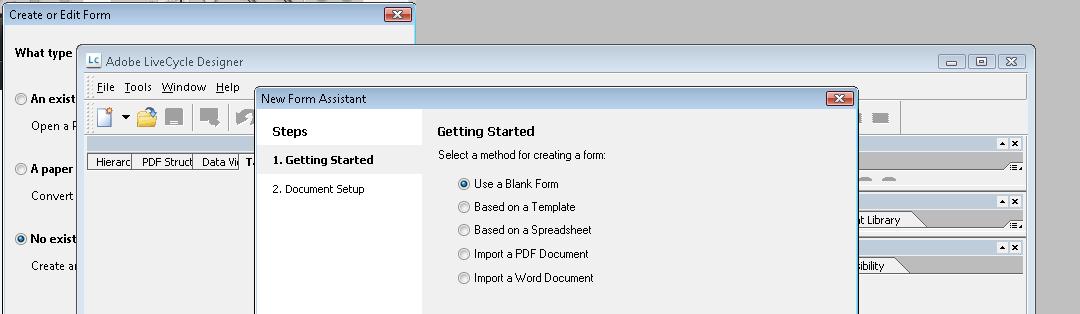 Create or Edit Form
What type
An exist
Open a P
A paper
Convert
No exist
Create an
LC Adobe LiveCycle Designer
File Tools Window Help
Hierarc PDF Struct Data Vi
New Form Assistant
Steps
1. Getting Started
2. Document Setup
Getting Started
Select a method for creating a form:
Use a Blank Form
Based on a Template
Based on a Spreadsheet
Import a PDF Document
Import a Word Document
t Library
ibility